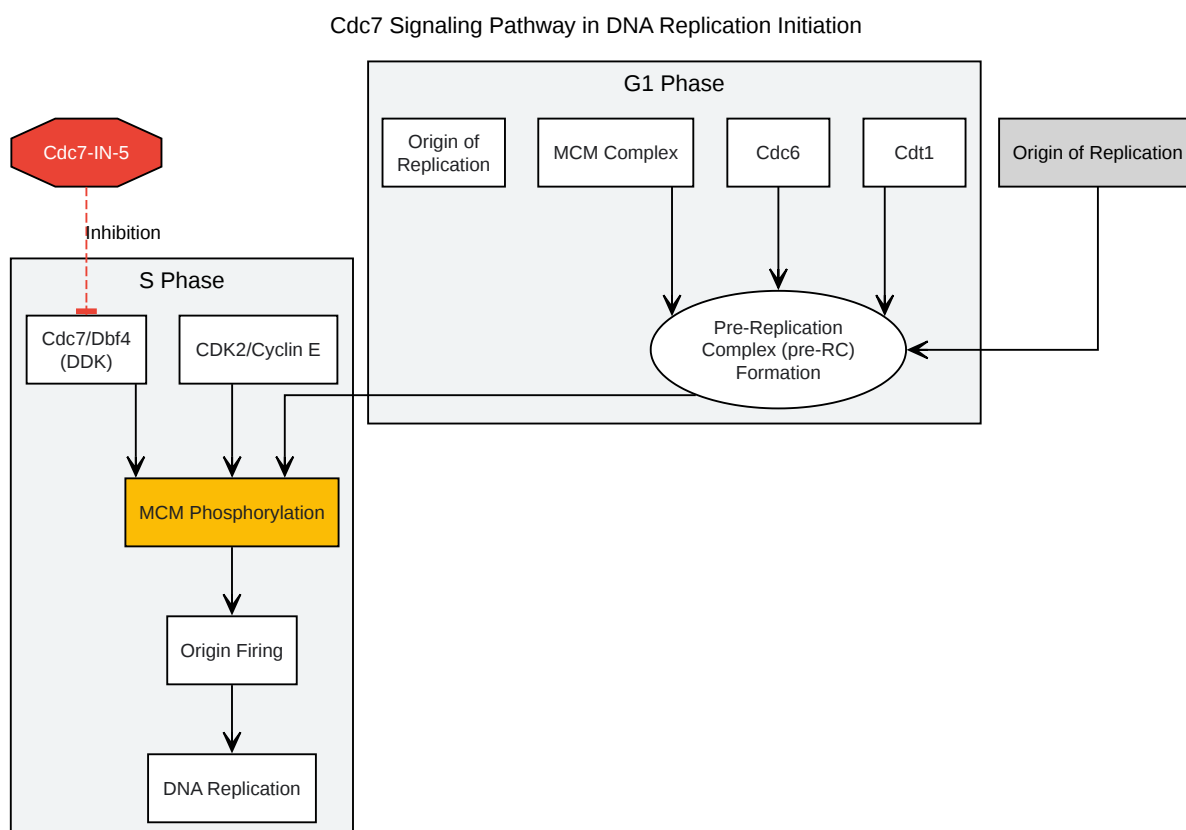 Cdc7 Signaling Pathway in DNA Replication Initiation
G1 Phase
Cdc7-IN-5
Origin of
Replication
MCM Complex
Cdc6
Cdt1
Origin of Replication
Inhibition
S Phase
Cdc7/Dbf4
(DDK)
CDK2/Cyclin E
Pre-Replication
Complex (pre-RC)
Formation
MCM Phosphorylation
Origin Firing
DNA Replication